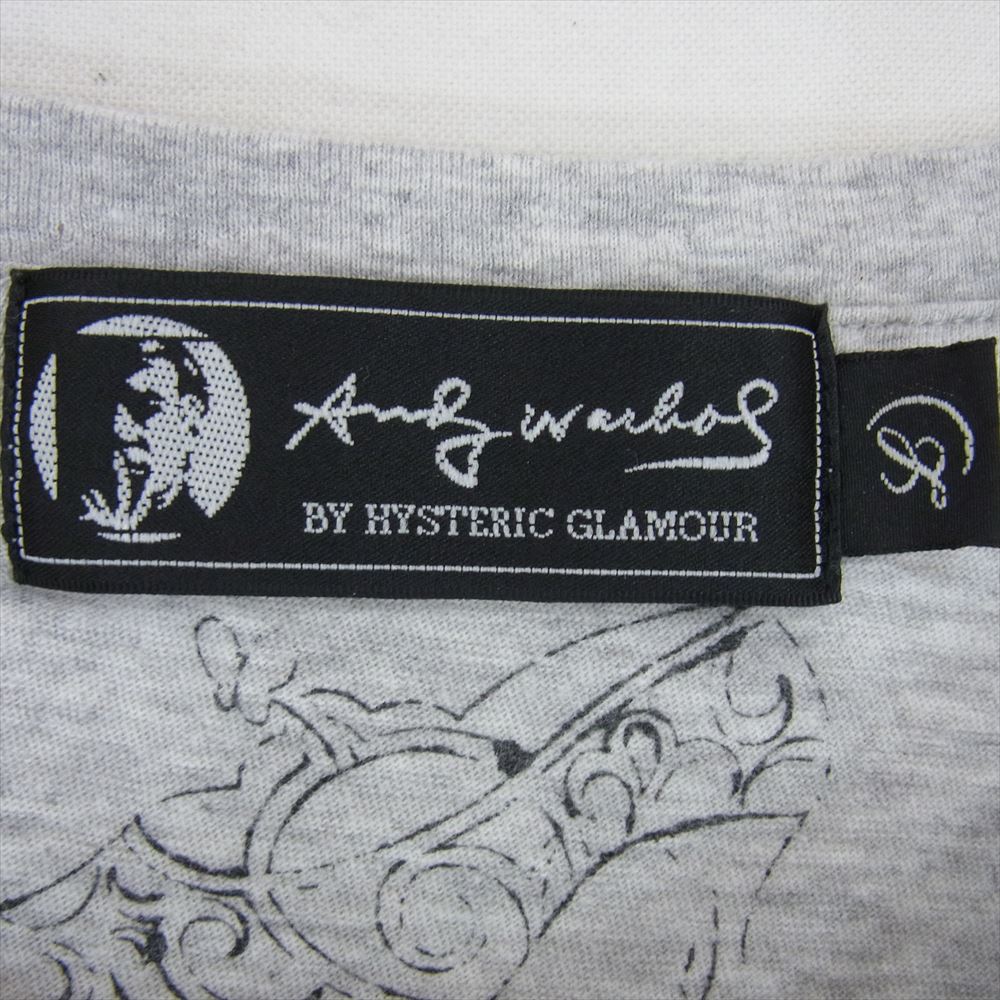 Andy Warhol
BY HYSTERIC GLAMOUR
S